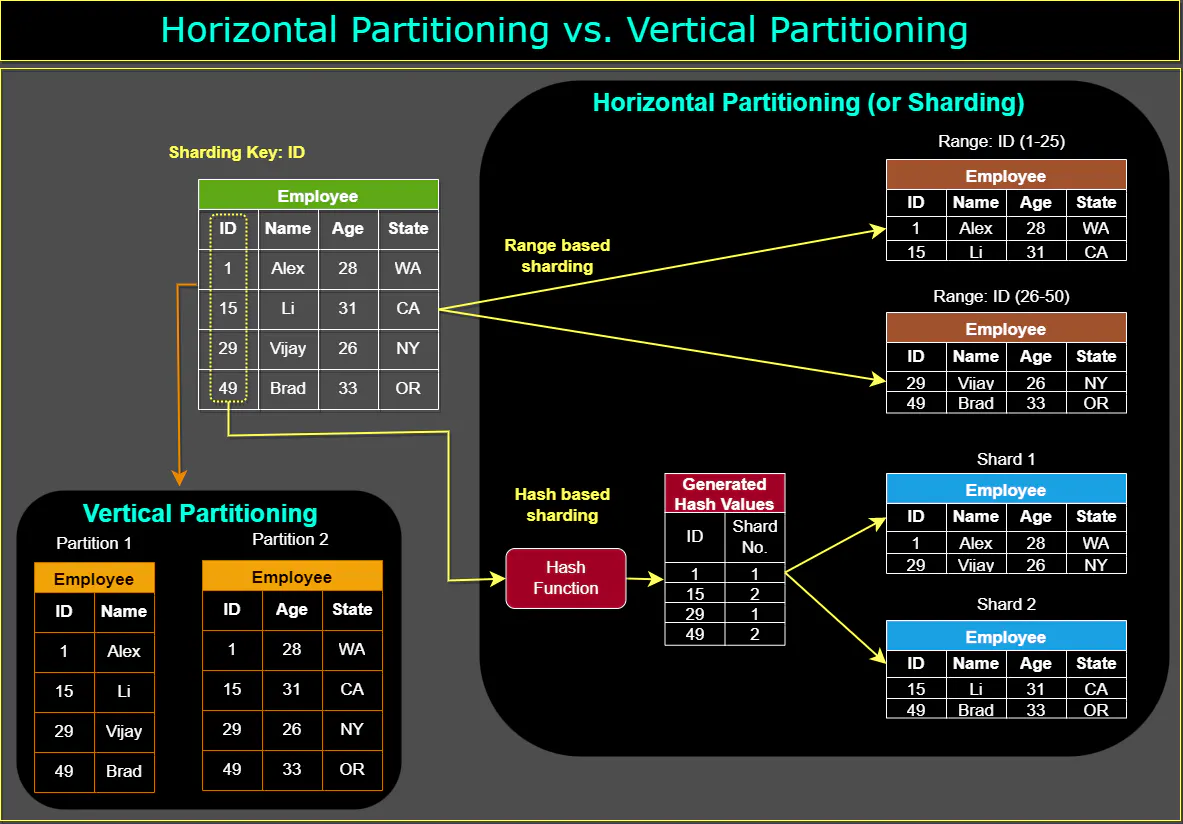 Horizontal Partitioning vs. Vertical Partitioning
Sharding Key: ID
Employee
ID Name Age State
1 Alex 28 WA
15 Li 31 CA
29 Vijay 26 NY
49 Brad 33 OR
Horizontal Partitioning (or Sharding)
Range based
sharding
Range: ID (1-25)
Employee
ID Name Age State
1 Alex 28 WA
15 Li 31 CA
Range: ID (26-50)
Employee
ID Name Age State
29 Vijay 26 NY
49 Brad 33 OR
Hash based
sharding
Hash
Function
Generated
Hash Values
ID Shard
No.
1 1
15 2
29 1
49 2
Shard 1
Employee
ID Name Age State
1 Alex 28 WA
29 Vijay 26 NY
Shard 2
Employee
ID Name Age State
15 Li 31 CA
49 Brad 33 OR
Vertical Partitioning
Partition 1
Employee
ID Name
1 Alex
15 Li
29 Vijay
49 Brad
Partition 2
Employee
ID Age State
1 28 WA
15 31 CA
29 26 NY
49 33 OR